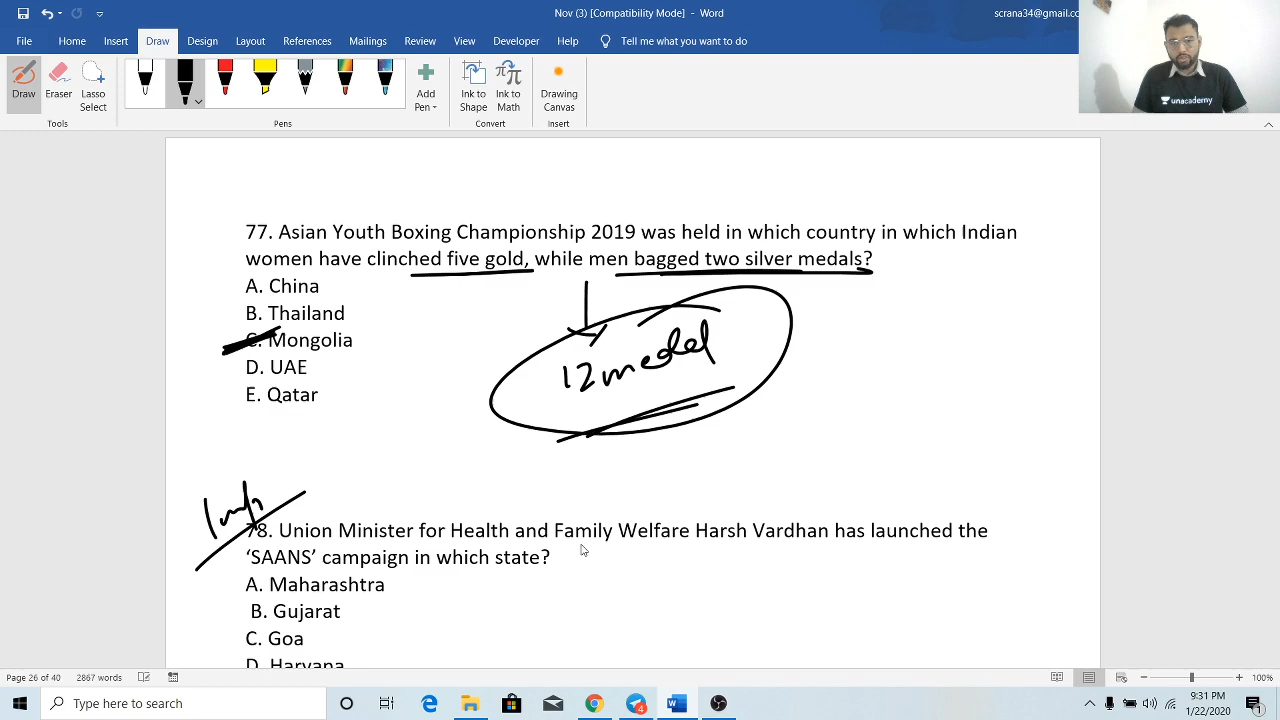 Nov (3) [Compatibility Mode] - Word
scrana34@gmail.co
File Home Insert Draw Design Layout References Mailings Review View Developer Help Tell me what you want to do
Draw Eraser Lasso Select Add Pen Ink to Shape Ink to Math Drawing Canvas
Tools Pens Convert Insert
unacademy
77. Asian Youth Boxing Championship 2019 was held in which country in which Indian
women have clinched five gold, while men bagged two silver medals?
A. China
B. Thailand
C. Mongolia
D. UAE
E. Qatar
12 medal
78. Union Minister for Health and Family Welfare Harsh Vardhan has launched the
‘SAANS’ campaign in which state?
A. Maharashtra
B. Gujarat
C. Goa
D. Haryana
Page 26 of 40 2867 words 100%
Type here to search 4 9:31 PM
1/22/2020 1